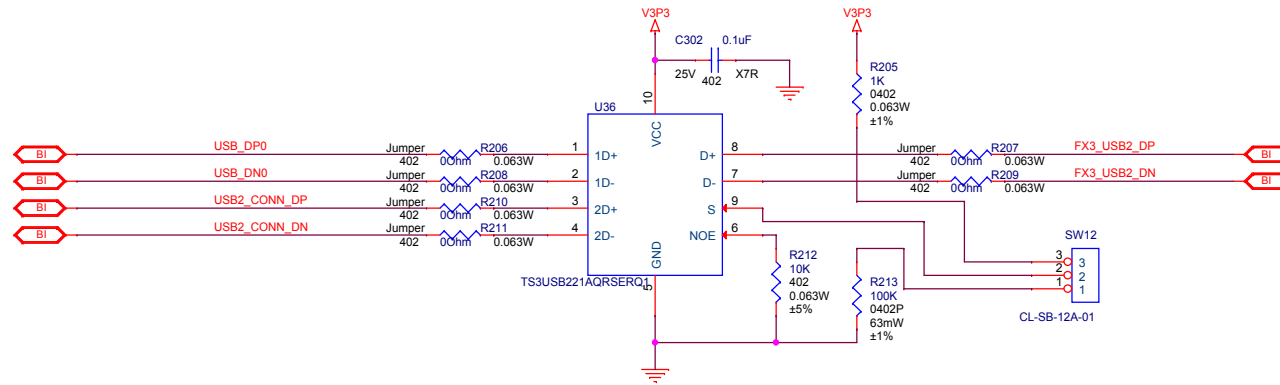 V3P3
V3P3
C302
0.1uF
25V
402
X7R
R205
1K
0402
0.063W
±1%
U36
10
VCC
BI
USB_DP0
Jumper
402
0Ohm
R206
0.063W
1
1D+
BI
USB_DN0
Jumper
402
0Ohm
R208
0.063W
2
1D-
BI
USB2_CONN_DP
Jumper
402
0Ohm
R210
0.063W
3
2D+
BI
USB2_CONN_DN
Jumper
402
0Ohm
R211
0.063W
4
2D-
D+
8
Jumper
402
0Ohm
R207
0.063W
FX3_USB2_DP
BI
D-
7
Jumper
402
0Ohm
R209
0.063W
FX3_USB2_DN
BI
S
9
NOE
6
GND
5
TS3USB221AQRSERQ1
R212
10K
402
0.063W
±5%
R213
100K
0402P
63mW
±1%
SW12
3
3
2
2
1
1
CL-SB-12A-01